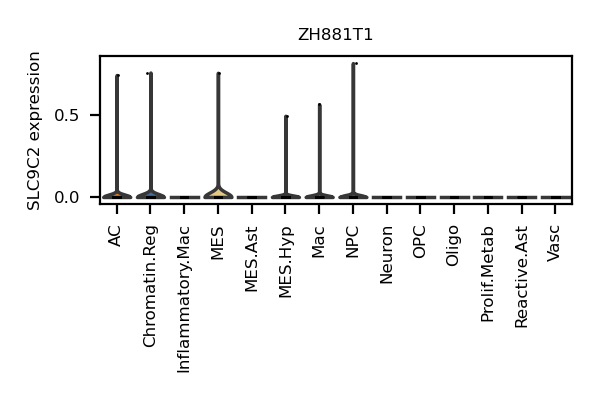 ZH881T1
SLC9C2 expression
0.5
0.0
AC
Chromatin.Reg
Inflammatory.Mac
MES
MES.Ast
MES.Hyp
Mac
NPC
Neuron
OPC
Oligo
Prolif.Metab
Reactive.Ast
Vasc